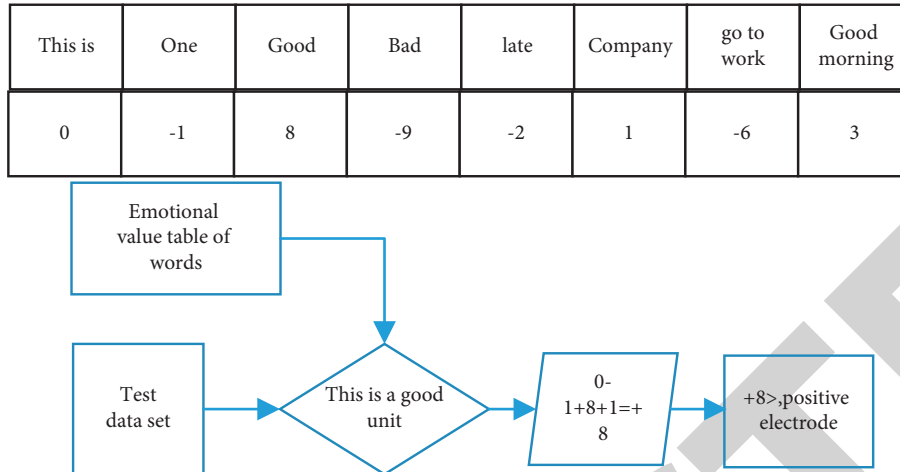 This is One Good Bad late Company go to work Good morning
0 -1 8 -9 -2 1 -6 3
Emotional
value table of
words
Test
data set
This is a good
unit
0-
1+8+1=+
8
+8>,positive
electrode